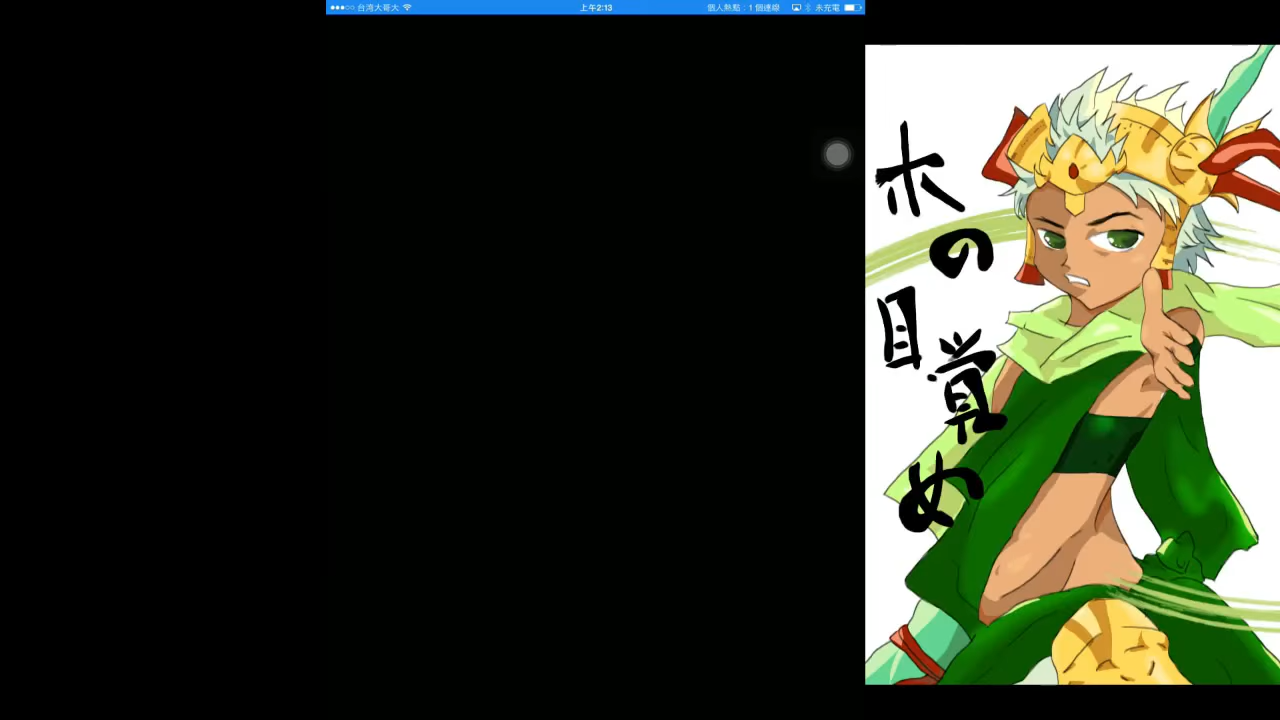 台湾大哥大
上午2:13
個人熱點：1 個連線
未充電
ホの目覚め